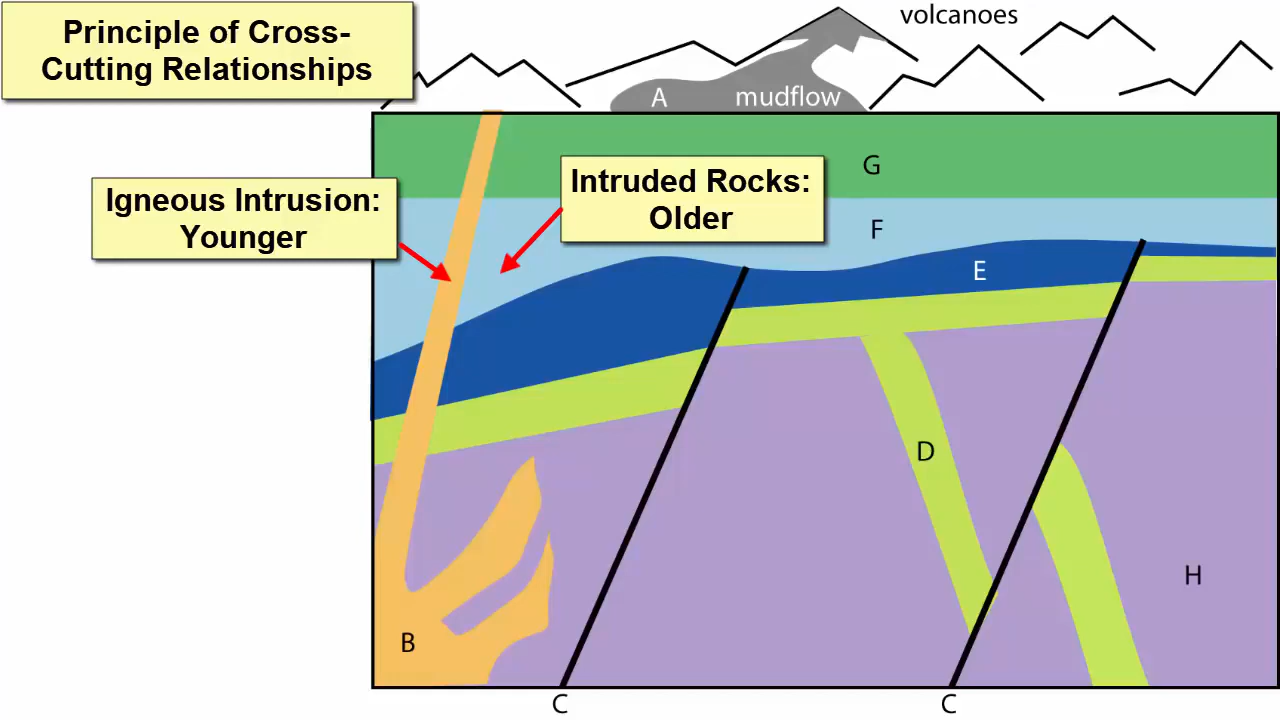 Principle of Cross-
Cutting Relationships
volcanoes
A
mudflow
G
Igneous Intrusion:
Younger
Intruded Rocks:
Older
F
E
D
H
B
C
C